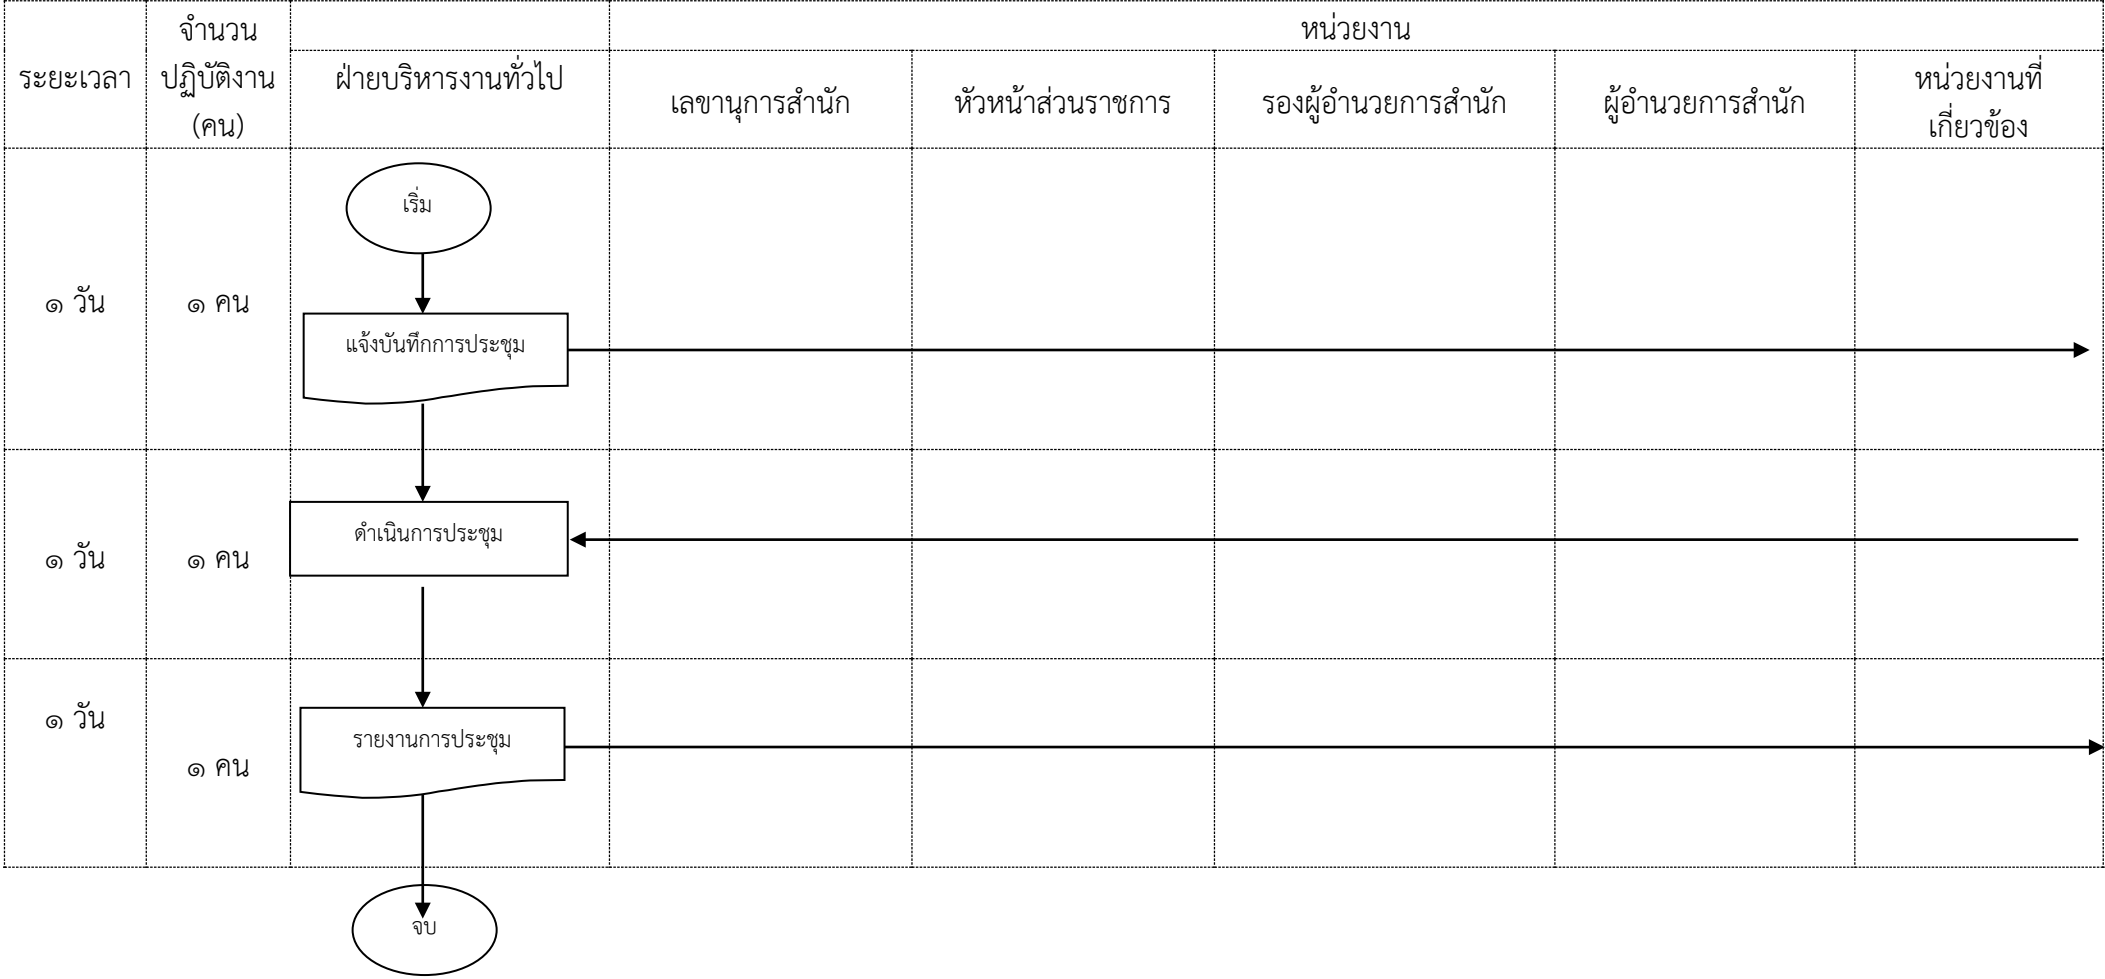 ระยะเวลา
จำนวน
ปฏิบัติงาน
(คน)
หน่วยงาน
ฝ่ายบริหารงานทั่วไป
เลขานุการสำนัก
หัวหน้าส่วนราชการ
รองผู้อำนวยการสำนัก
ผู้อำนวยการสำนัก
หน่วยงานที่
เกี่ยวข้อง
เริ่ม
๑ วัน
๑ คน
แจ้งบันทึกการประชุม
๑ วัน
๑ คน
ดำเนินการประชุม
๑ วัน
๑ คน
รายงานการประชุม
จบ